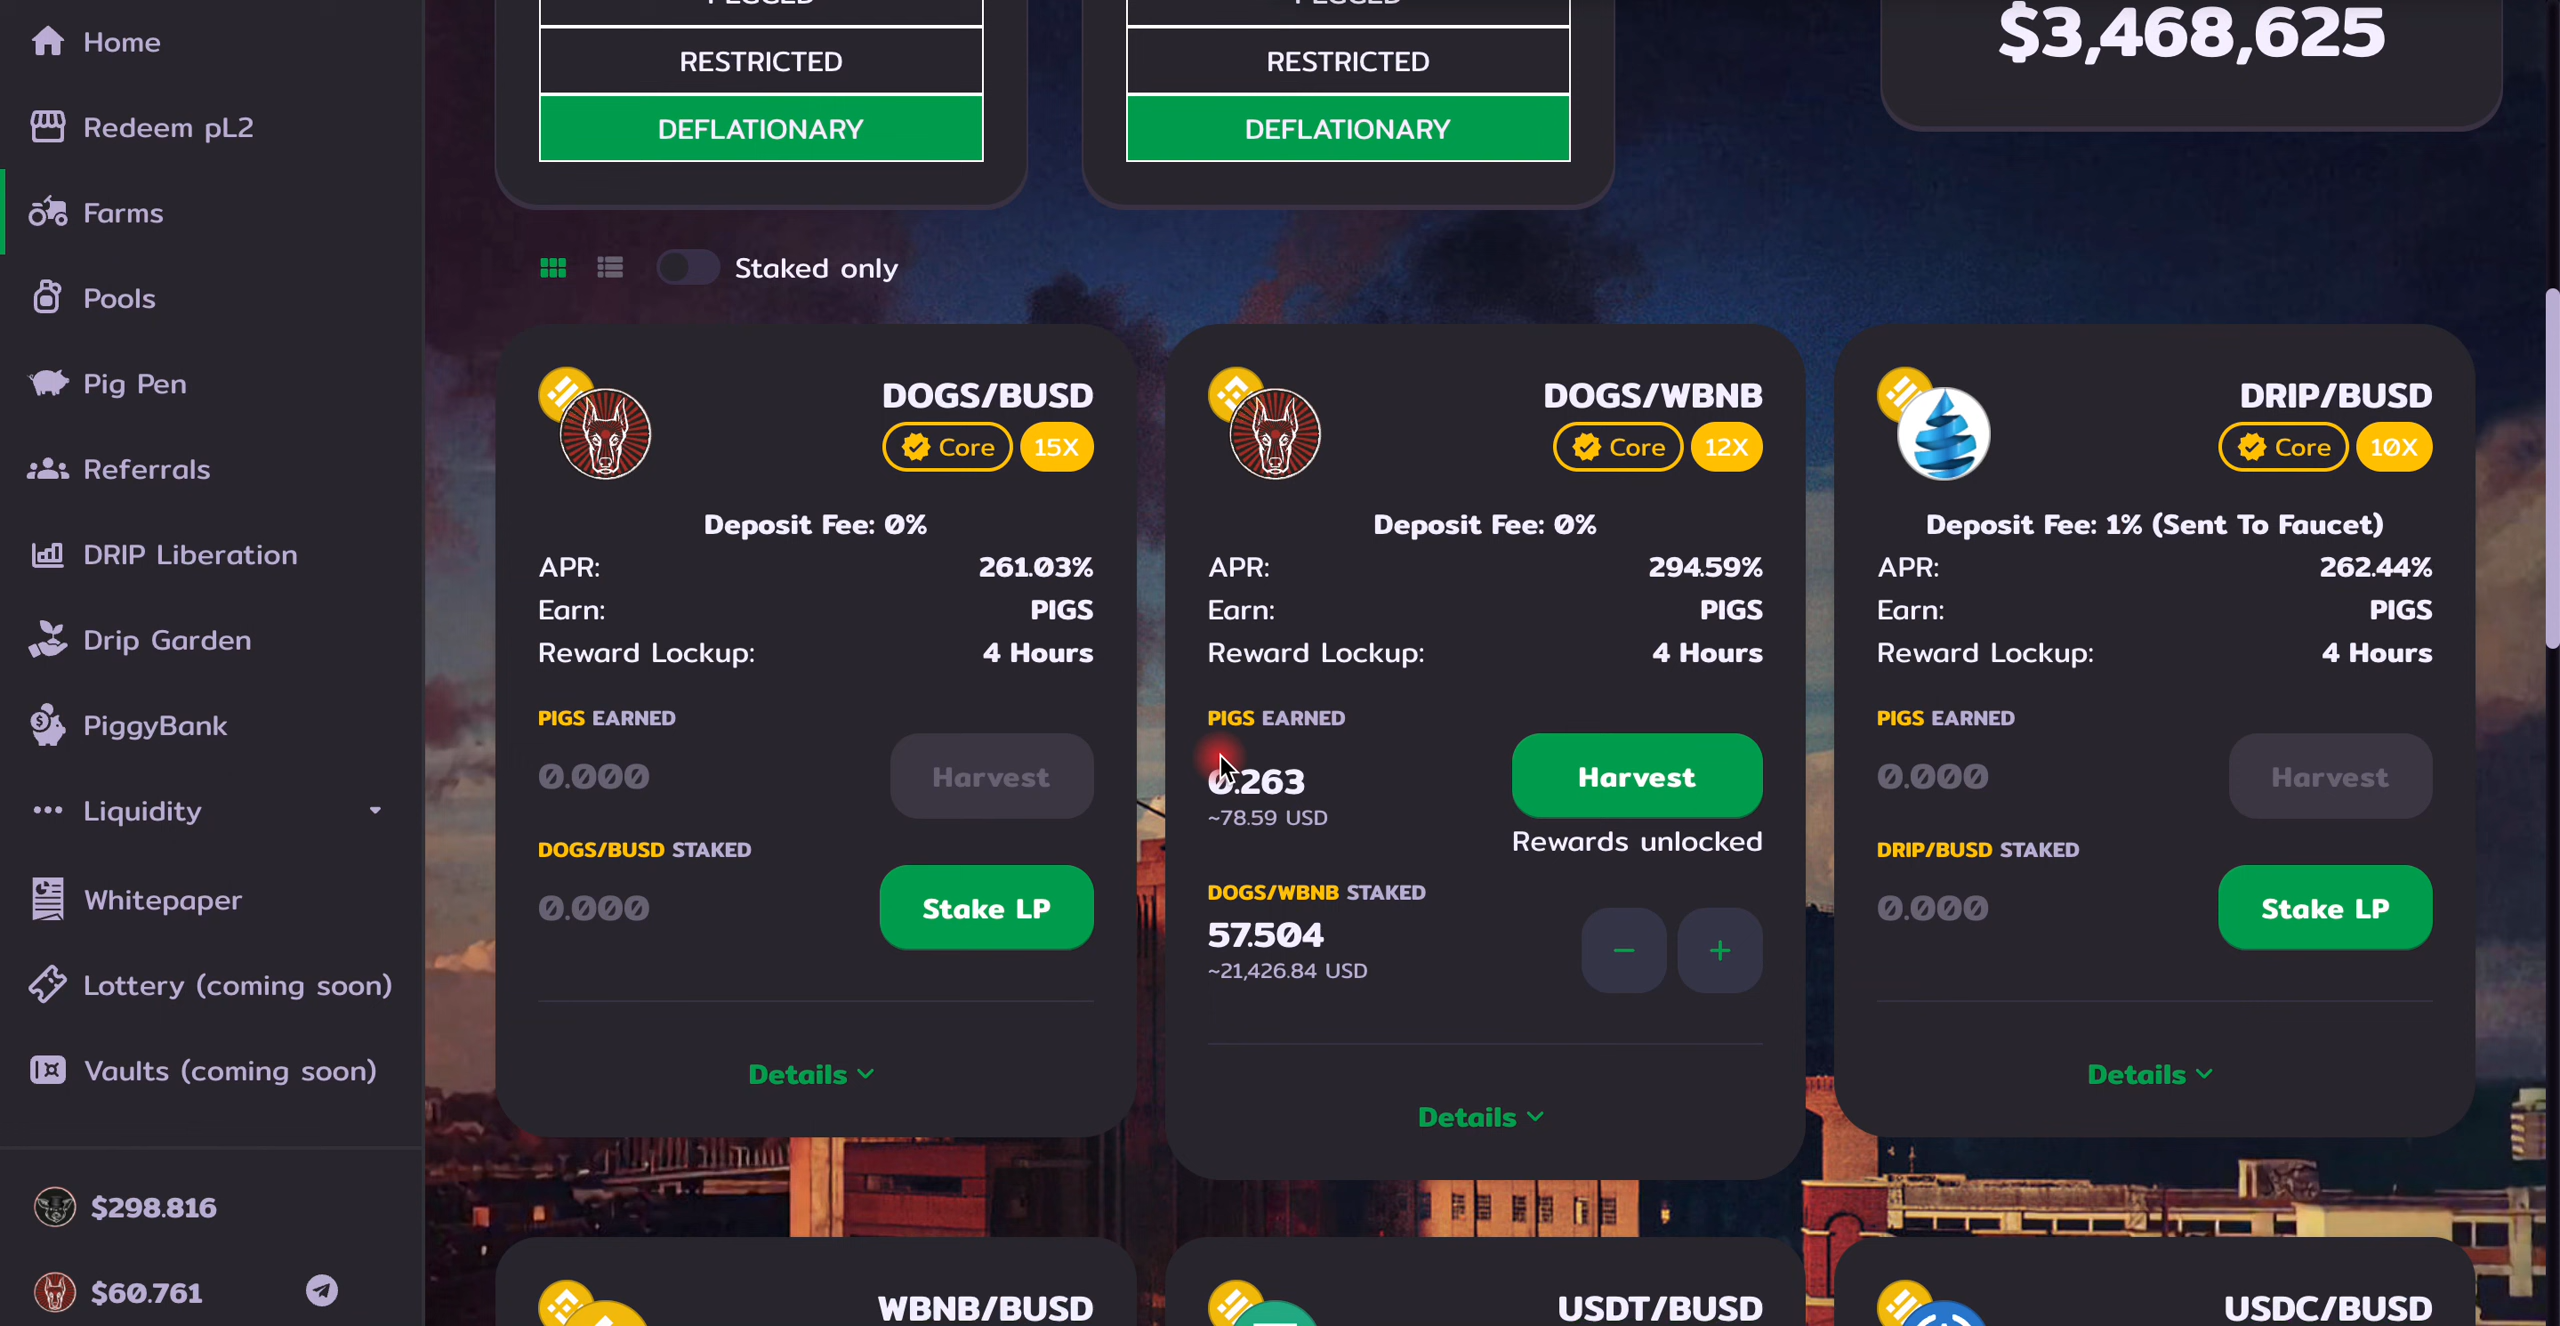 Home
Redeem pL2
Farms
Pools
Pig Pen
Referrals
DRIP Liberation
Drip Garden
PiggyBank
Liquidity
Whitepaper
Lottery (coming soon)
Vaults (coming soon)
$298.816
$60.761
PEGGED
RESTRICTED
DEFLATIONARY
PEGGED
RESTRICTED
DEFLATIONARY
$3,468,625
Staked only
DOGS/BUSD
Core 15X
Deposit Fee: 0%
APR: 261.03%
Earn: PIGS
Reward Lockup: 4 Hours
PIGS EARNED
0.000 Harvest
DOGS/BUSD STAKED
0.000 Stake LP
Details
DOGS/WBNB
Core 12X
Deposit Fee: 0%
APR: 294.59%
Earn: PIGS
Reward Lockup: 4 Hours
PIGS EARNED
0.263 Harvest
~78.59 USD
Rewards unlocked
DOGS/WBNB STAKED
57.504 − +
~21,426.84 USD
Details
DRIP/BUSD
Core 10X
Deposit Fee: 1% (Sent To Faucet)
APR: 262.44%
Earn: PIGS
Reward Lockup: 4 Hours
PIGS EARNED
0.000 Harvest
DRIP/BUSD STAKED
0.000 Stake LP
Details
WBNB/BUSD
USDT/BUSD
USDC/BUSD